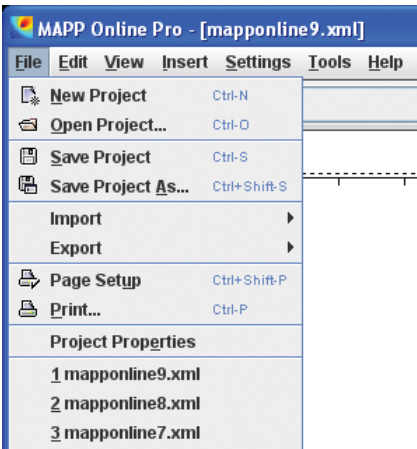 MAPP Online Pro - [mapponline9.xml]
File Edit View Insert Settings Tools Help
New Project Ctrl-N
Open Project... Ctrl-O
Save Project Ctrl-S
Save Project As... Ctrl+Shift-S
Import
Export
Page Setup Ctrl+Shift-P
Print... Ctrl-P
Project Properties
1 mapponline9.xml
2 mapponline8.xml
3 mapponline7.xml